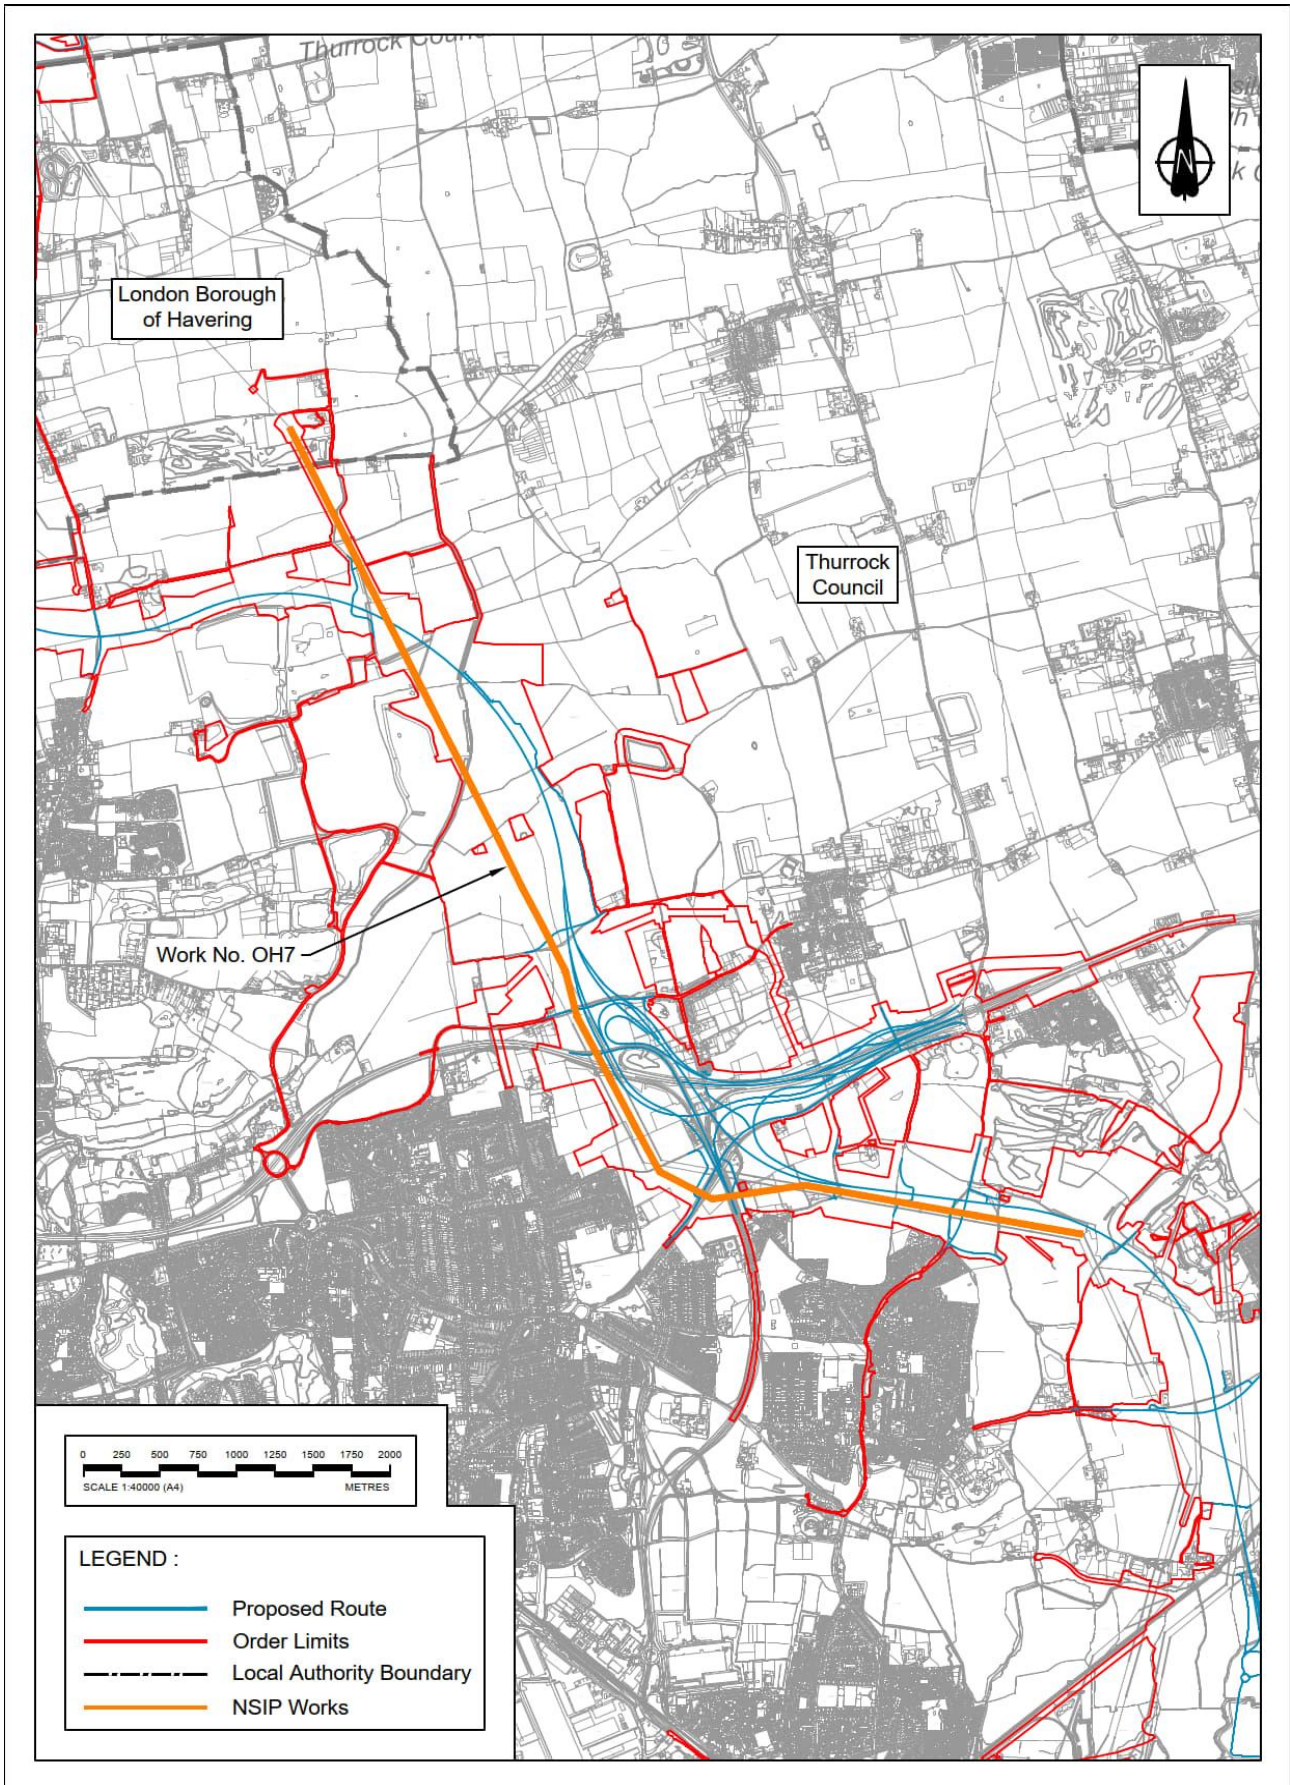 Thurrock
N
London Borough
of Havering
Thurrock
Council
Work No. OH7
0 250 500 750 1000 1250 1500 1750 2000
SCALE 1:40000 (A4) METRES
LEGEND :
Proposed Route
Order Limits
Local Authority Boundary
NSIP Works